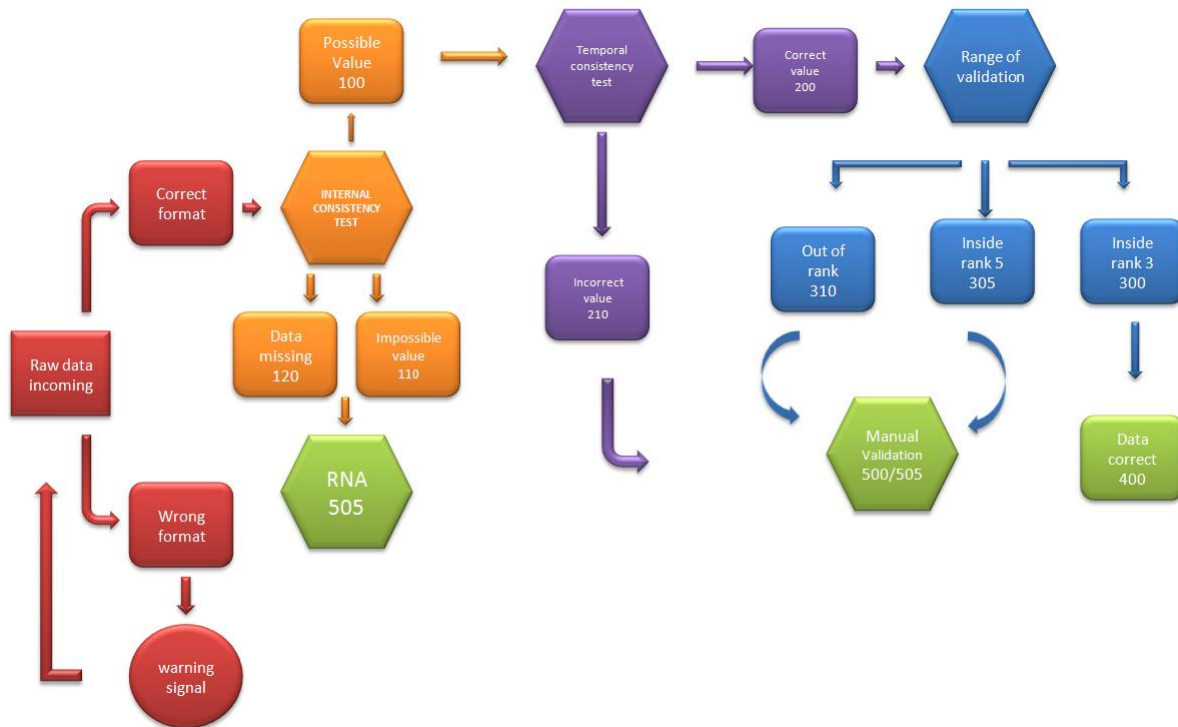 Possible
Value
100
Temporal
consistency
test
Correct
value
200
Range of
validation
Correct
format
INTERNAL
CONSISTENCY
TEST
Out of
rank
310
Inside
rank 5
305
Inside
rank 3
300
Incorrect
value
210
Raw data
incoming
Data
missing
120
Impossible
value
110
Manual
Validation
500/505
Data
correct
400
RNA
505
Wrong
format
warning
signal